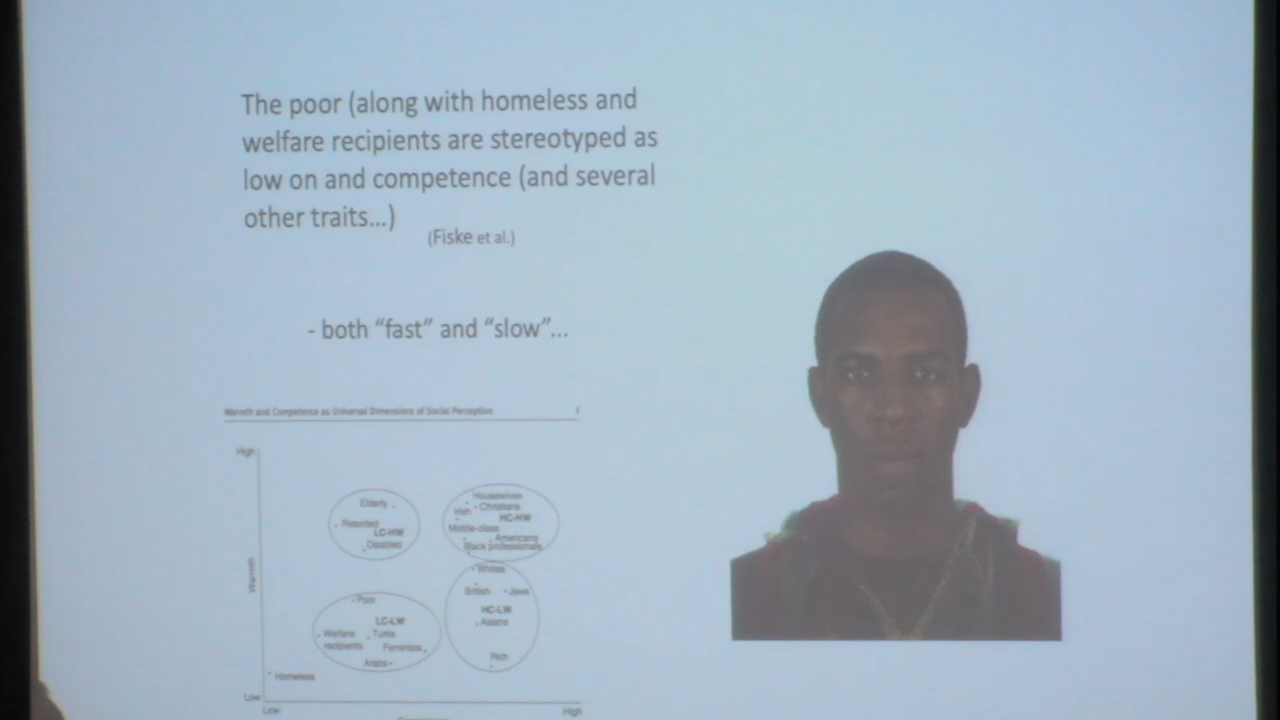 The poor (along with homeless and
welfare recipients are stereotyped as
low on and competence (and several
other traits...)
(Fiske et al.)
- both “fast” and “slow”...
Warmth and Competence as Universal Dimensions of Social Perception
High
Warmth
Elderly
Retarded
LC-HW
Disabled
Housewives
Irish
Christians
HC-HW
Middle-class
Americans
Black professionals
Whites
British
Jews
HC-LW
Asians
Rich
Poor
LC-LW
Welfare
recipients
Turks
Feminists
Arabs
Homeless
Low
Low
High